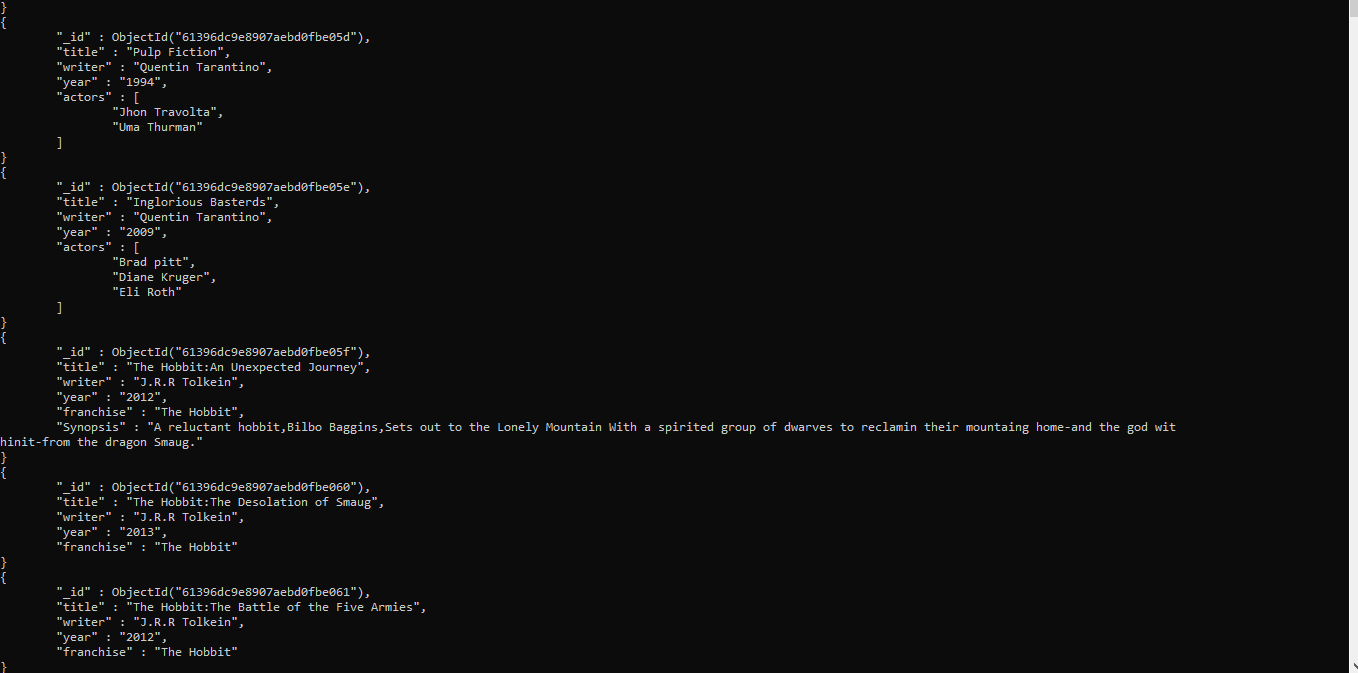 }
{
        "_id" : ObjectId("61396dc9e8907aebd0fbe05d"),
        "title" : "Pulp Fiction",
        "writer" : "Quentin Tarantino",
        "year" : "1994",
        "actors" : [
                "Jhon Travolta",
                "Uma Thurman"
        ]
}
{
        "_id" : ObjectId("61396dc9e8907aebd0fbe05e"),
        "title" : "Inglorious Basterds",
        "writer" : "Quentin Tarantino",
        "year" : "2009",
        "actors" : [
                "Brad pitt",
                "Diane Kruger",
                "Eli Roth"
        ]
}
{
        "_id" : ObjectId("61396dc9e8907aebd0fbe05f"),
        "title" : "The Hobbit:An Unexpected Journey",
        "writer" : "J.R.R Tolkein",
        "year" : "2012",
        "franchise" : "The Hobbit",
        "Synopsis" : "A reluctant hobbit,Bilbo Baggins,Sets out to the Lonely Mountain With a spirited group of dwarves to reclamin their mountaing home-and the god wit
hinit-from the dragon Smaug."
}
{
        "_id" : ObjectId("61396dc9e8907aebd0fbe060"),
        "title" : "The Hobbit:The Desolation of Smaug",
        "writer" : "J.R.R Tolkein",
        "year" : "2013",
        "franchise" : "The Hobbit"
}
{
        "_id" : ObjectId("61396dc9e8907aebd0fbe061"),
        "title" : "The Hobbit:The Battle of the Five Armies",
        "writer" : "J.R.R Tolkein",
        "year" : "2012",
        "franchise" : "The Hobbit"
}